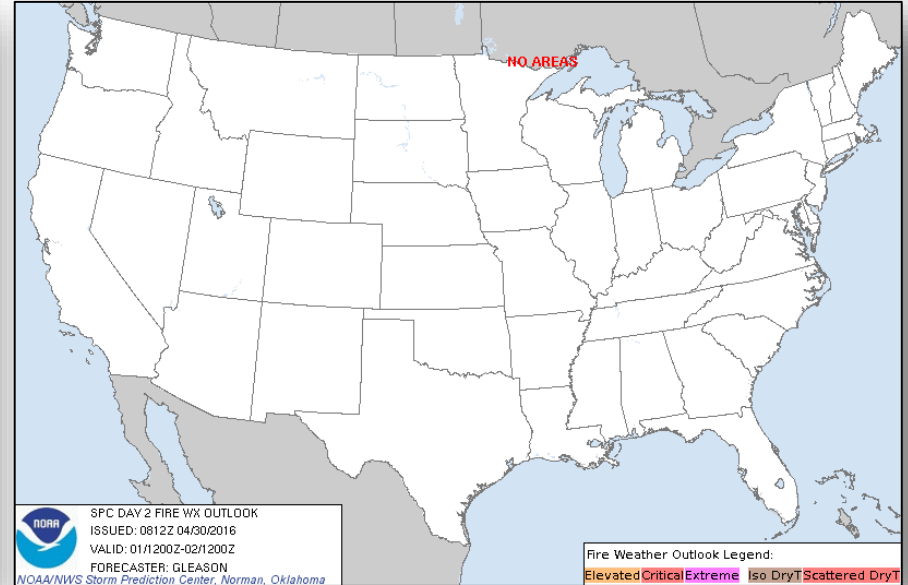 NO AREAS
NOAA
SPC DAY 2 FIRE WX OUTLOOK
ISSUED: 0812Z 04/30/2016
VALID: 01/1200Z-02/1200Z
FORECASTER: GLEASON
NOAA/NWS Storm Prediction Center, Norman, Oklahoma
Fire Weather Outlook Legend:
Elevated Critical Extreme Iso DryT Scattered DryT